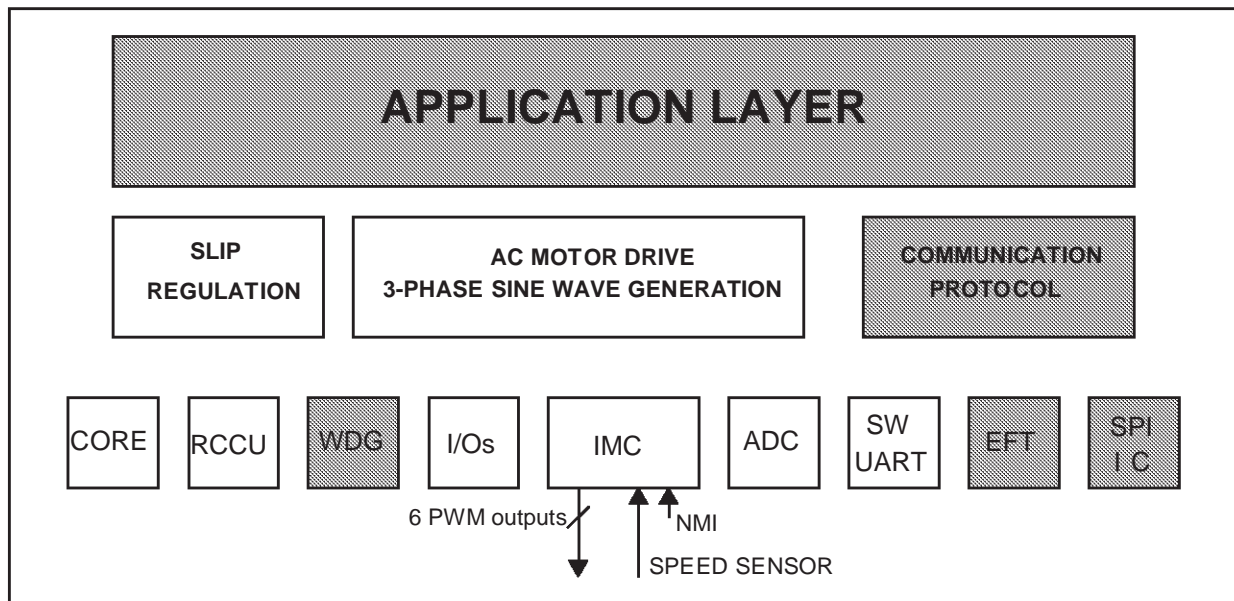 APPLICATION LAYER
SLIP
REGULATION
AC MOTOR DRIVE
3-PHASE SINE WAVE GENERATION
COMMUNICATION
PROTOCOL
CORE
RCCU
WDG
I/Os
IMC
ADC
SW
UART
EFT
SPI
I C
6 PWM outputs
NMI
SPEED SENSOR